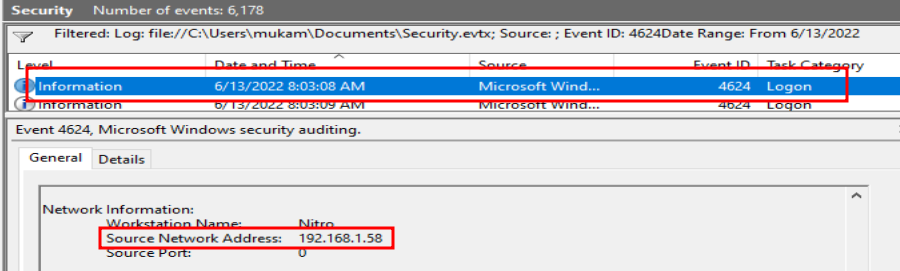 Security Number of events: 6,178
Filtered: Log: file://C:\Users\mukam\Documents\Security.evtx; Source: ; Event ID: 4624Date Range: From 6/13/2022
Level Date and Time Source Event ID Task Category
Information 6/13/2022 8:03:08 AM Microsoft Wind... 4624 Logon
Information 6/13/2022 8:03:09 AM Microsoft Wind... 4624 Logon
Event 4624, Microsoft Windows security auditing.
General Details
Network Information:
Workstation Name: Nitro
Source Network Address: 192.168.1.58
Source Port: 0